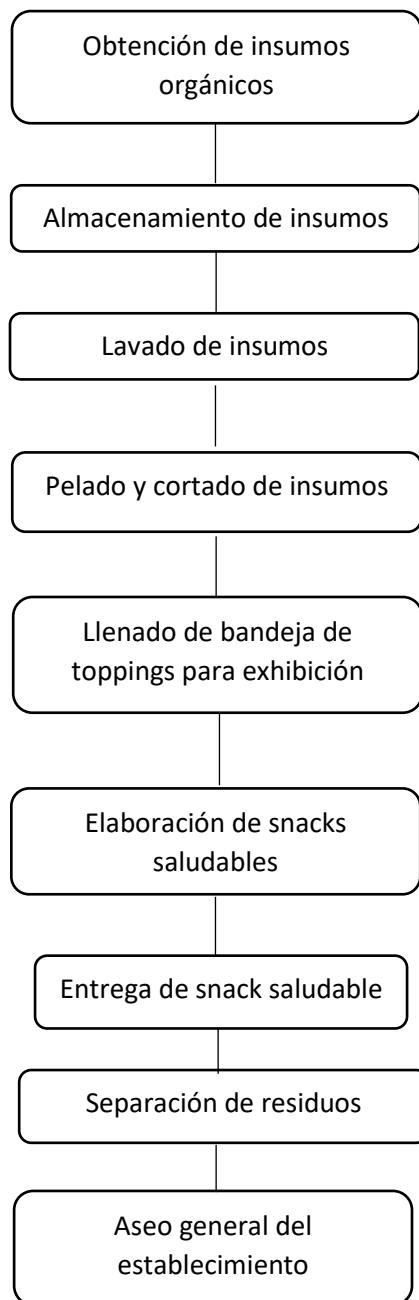 Obtención de insumos
orgánicos
Almacenamiento de insumos
Lavado de insumos
Pelado y cortado de insumos
Llenado de bandeja de
toppings para exhibición
Elaboración de snacks
saludables
Entrega de snack saludable
Separación de residuos
Aseo general del
establecimiento